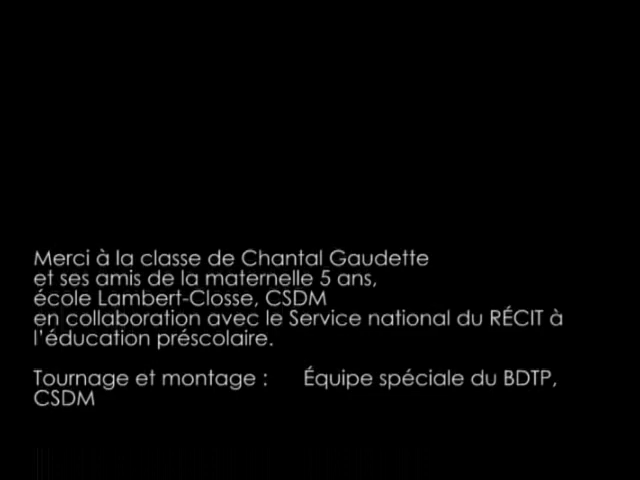 Merci à la classe de Chantal Gaudette
et ses amis de la maternelle 5 ans,
école Lambert-Closse, CSDM
en collaboration avec le Service national du RÉCIT à
l'éducation préscolaire.
Tournage et montage : Équipe spéciale du BDTP,
CSDM